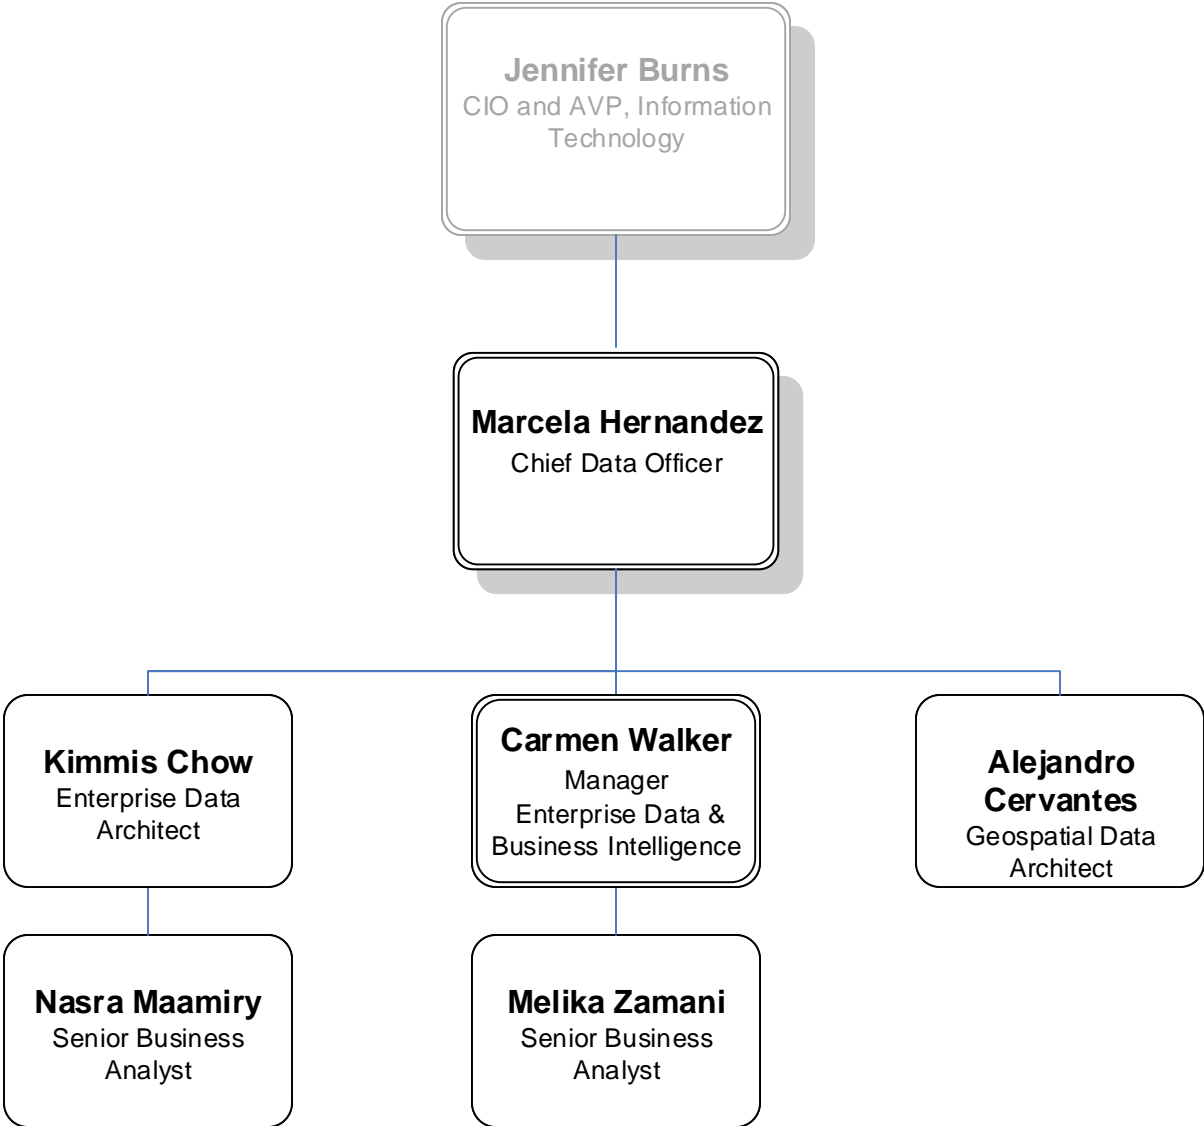 Jennifer Burns
CIO and AVP, Information
Technology
Marcela Hernandez
Chief Data Officer
Kimmis Chow
Enterprise Data
Architect
Carmen Walker
Manager
Enterprise Data &
Business Intelligence
Alejandro
Cervantes
Geospatial Data
Architect
Nasra Maamiry
Senior Business
Analyst
Melika Zamani
Senior Business
Analyst